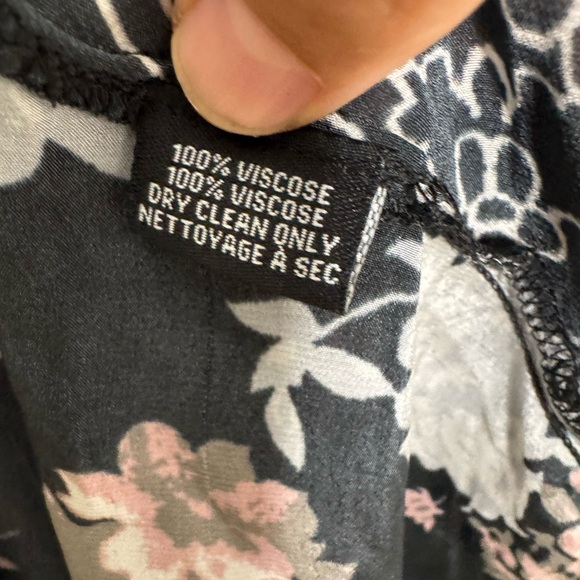 100% VISCOSE
100% VISCOSE
DRY CLEAN ONLY
NETTOYAGE À SEC